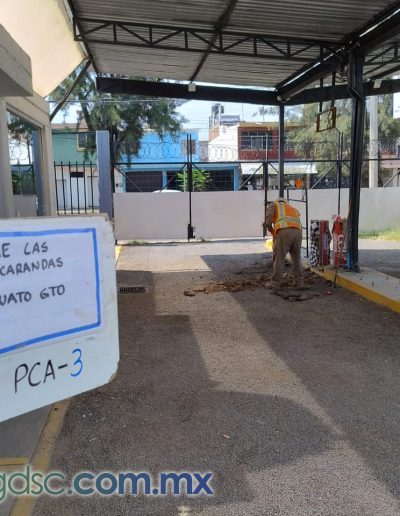 E LAS
CARANDAS
UATO GTO
PCA-3
gdsc.com.mx